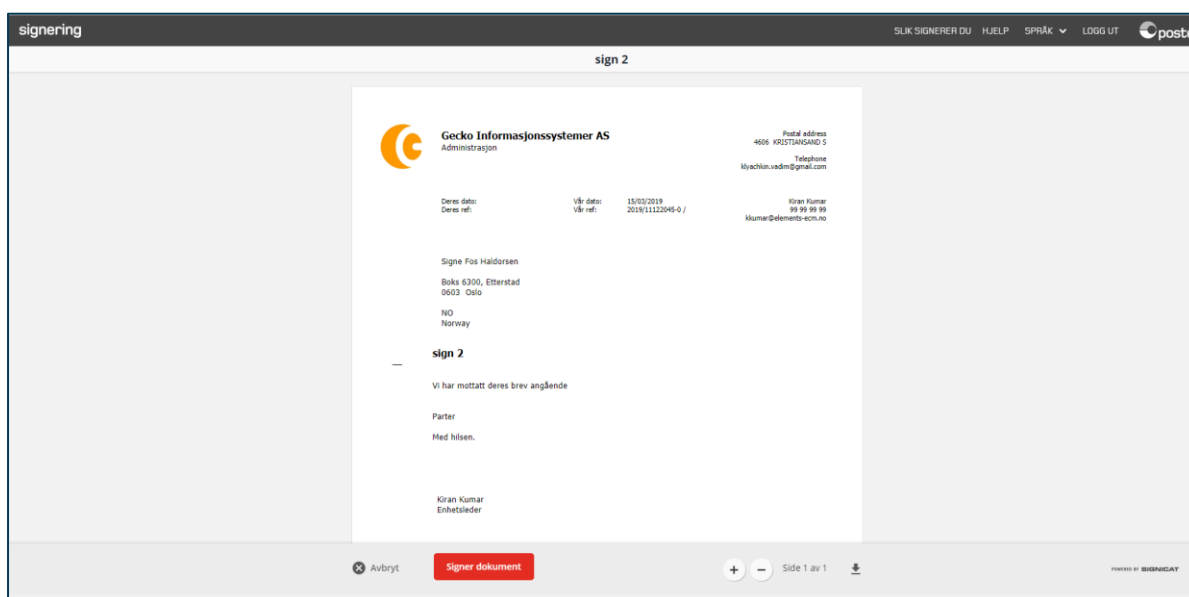 signering
SLIK SIGNERER DU HJELP SPRÅK LOGG UT
sign 2
Gecko Informasjonssystemer AS
Administrasjon
Postal address
4606 KRISTIANSAND S
Telephone
klyachkin.vadim@gmail.com
Deres dato: Vår dato: 15/03/2019 Kiran Kumar
Deres ref: Vår ref: 2019/11122045-0 / 99 99 99 99
kkumar@elements-ecm.no
Signe Fos Haldorsen
Boks 6300, Etterstad
0603 Oslo
NO
Norway
sign 2
Vi har mottatt deres brev angående
Parter
Med hilsen.
Kiran Kumar
Enhetsleder
Avbryt Signer dokument + − Side 1 av 1
POWERED BY SIGNICAT